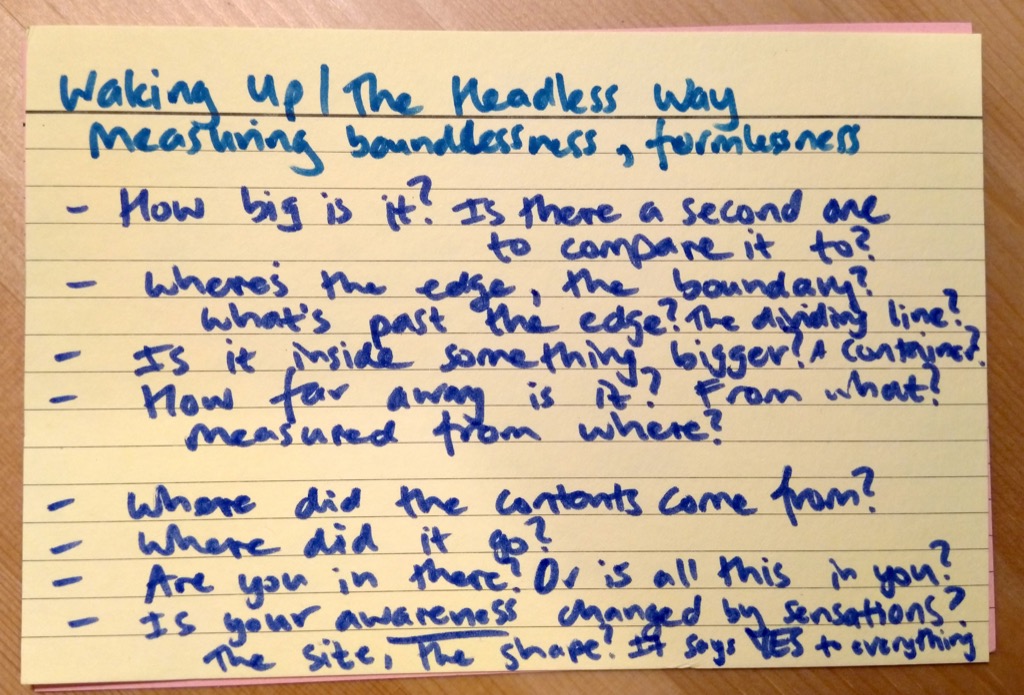 Waking Up / The Headless Way
Measuring boundlessness, formlessness
- How big is it? Is there a second one
to compare it to?
- Where's the edge, the boundary?
What's past the edge? The dividing line?
- Is it inside something bigger? A container?
- How far away is it? From what?
Measured from where?
- Where did the contents come from?
- Where did it go?
- Are you in there? Or is all this in you?
- Is your awareness changed by sensations?
The site, the shape? It says YES to everything